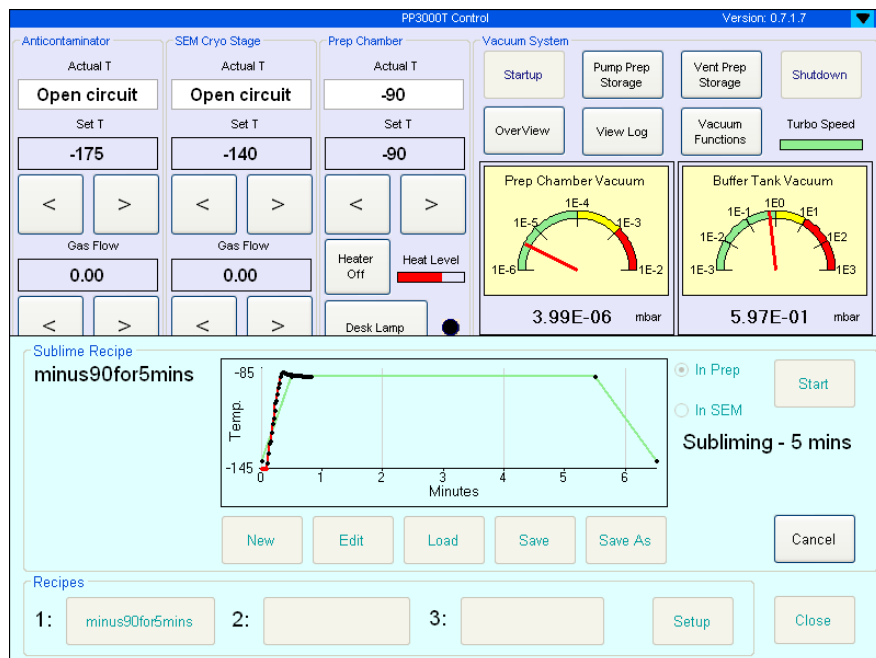 PP3000T Control
Version: 0.7.1.7
Anticontaminator
Actual T
Open circuit
Set T
-175
<
>
Gas Flow
0.00
<
>
SEM Cryo Stage
Actual T
Open circuit
Set T
-140
<
>
Gas Flow
0.00
<
>
Prep Chamber
Actual T
-90
Set T
-90
<
>
Heater
Off
Heat Level
Desk Lamp
Vacuum System
Startup
Pump Prep
Storage
Vent Prep
Storage
Shutdown
OverView
View Log
Vacuum
Functions
Turbo Speed
Prep Chamber Vacuum
1E-6
1E-5
1E-4
1E-3
1E-2
3.99E-06 mbar
Buffer Tank Vacuum
1E-3
1E-2
1E-1
1E0
1E1
1E2
1E3
5.97E-01 mbar
Sublime Recipe
minus90for5mins
-85
Temp.
-145
0 1 2 3 4 5 6
Minutes
In Prep
In SEM
Start
Subliming - 5 mins
New
Edit
Load
Save
Save As
Cancel
Recipes
1:
minus90for5mins
2:
3:
Setup
Close